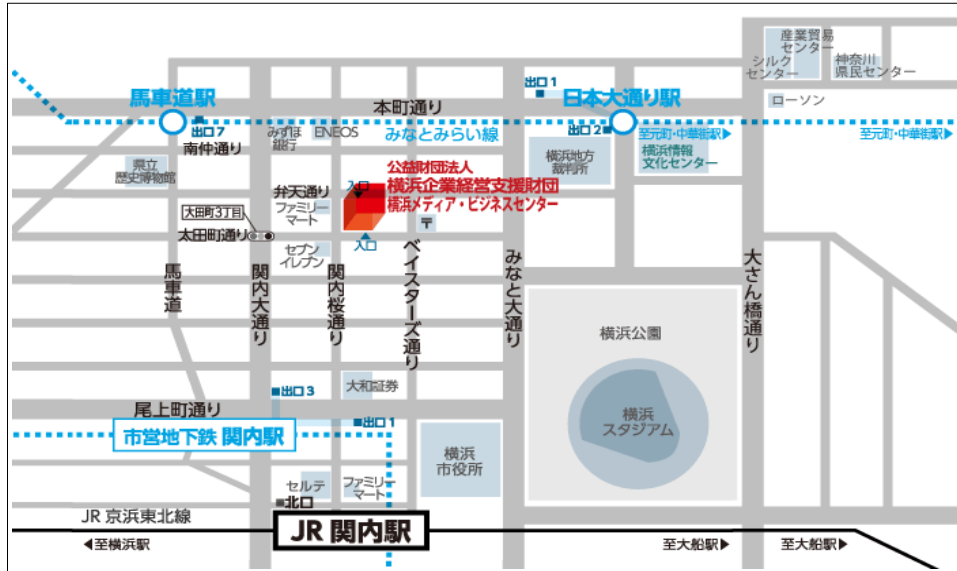 産業貿易
センター
シルク
センター
神奈川
県民センター
出口1
馬車道駅
本町通り
日本大通り駅
ローソン
出口7
みずほ
銀行
ENEOS
みなとみらい線
出口2
至元町・中華街駅▶
至元町・中華街駅▶
南仲通り
県立
歴史博物館
公益財団法人
横浜企業経営支援財団
横浜メディア・ビジネスセンター
横浜地方
裁判所
横浜情報
文化センター
弁天通り
入口
ファミリー
マート
大田町3丁目
太田町通り
〒
セブン
イレブン
入口
馬車道
関内大通り
関内桜通り
ベイスターズ通り
みなと大通り
大さん橋通り
横浜公園
出口3
大和証券
尾上町通り
出口1
横浜
スタジアム
市営地下鉄 関内駅
横浜
市役所
セルテ
ファミリー
マート
北口
JR 京浜東北線
JR 関内駅
◀至横浜駅
至大船駅▶
至大船駅▶